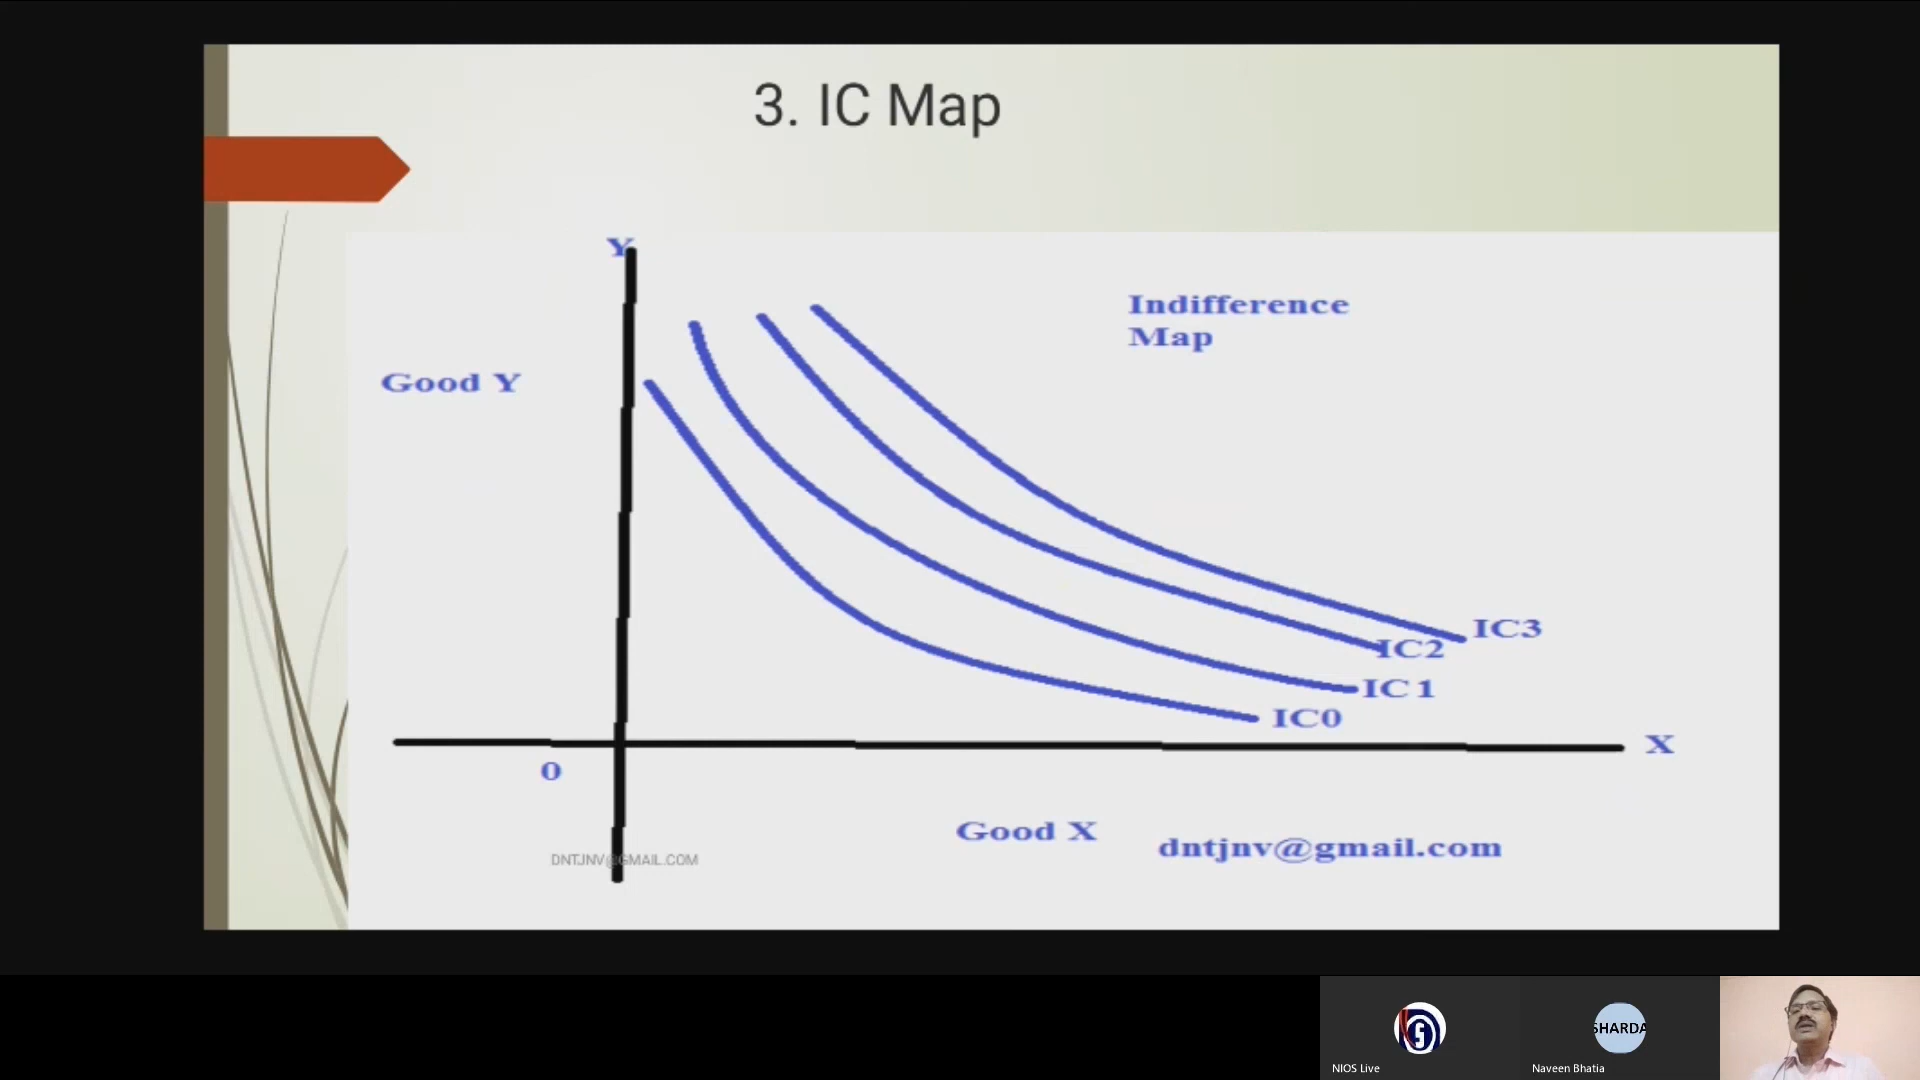 3. IC Map
Y
Indifference
Map
Good Y
IC3
IC2
IC1
IC0
X
0
Good X
dntjnv@gmail.com
DNTJNV@GMAIL.COM
SHARDA
NIOS Live
Naveen Bhatia